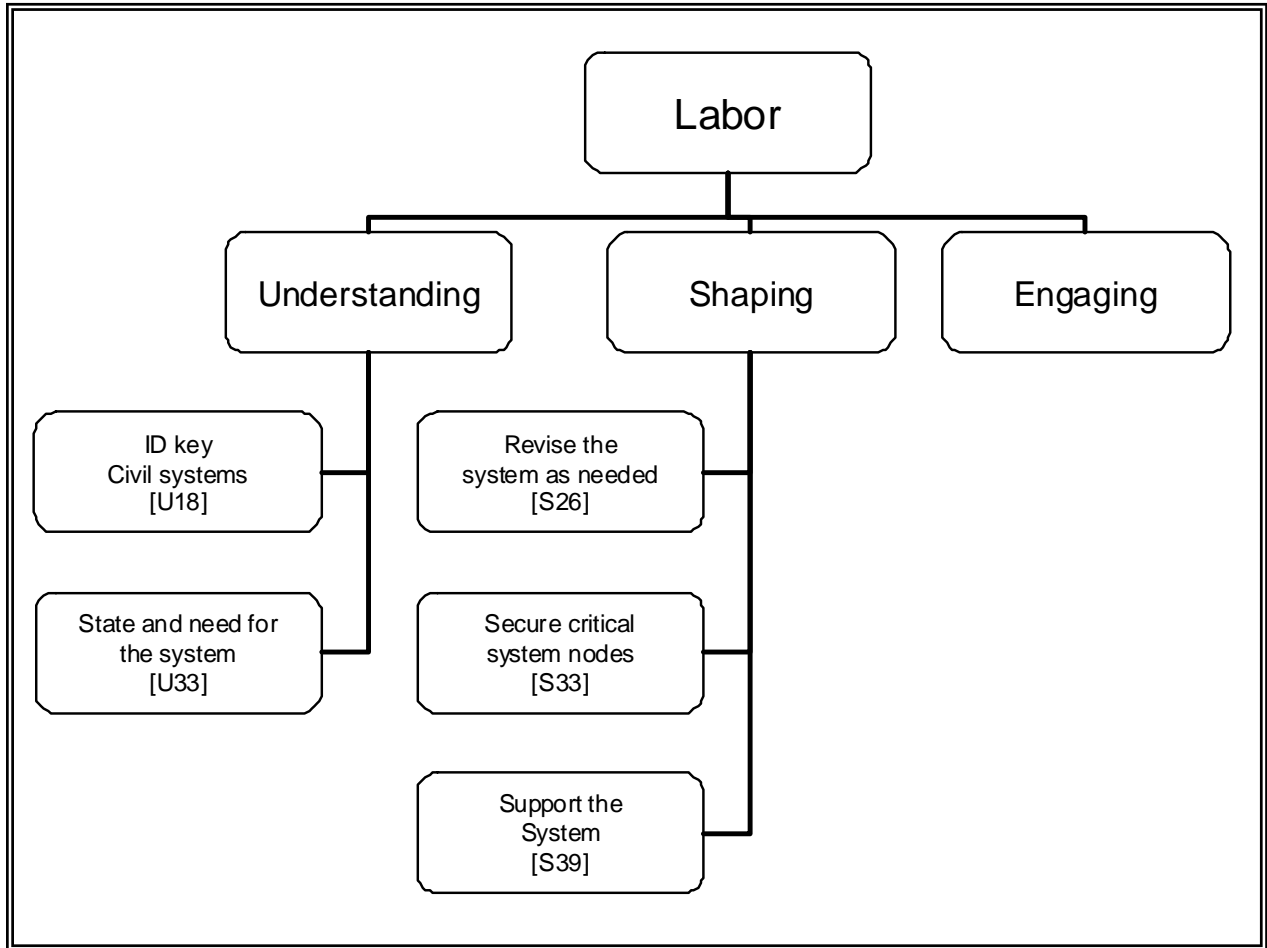 Labor
Understanding
Shaping
Engaging
ID key
Civil systems
[U18]
State and need for
the system
[U33]
Revise the
system as needed
[S26]
Secure critical
system nodes
[S33]
Support the
System
[S39]